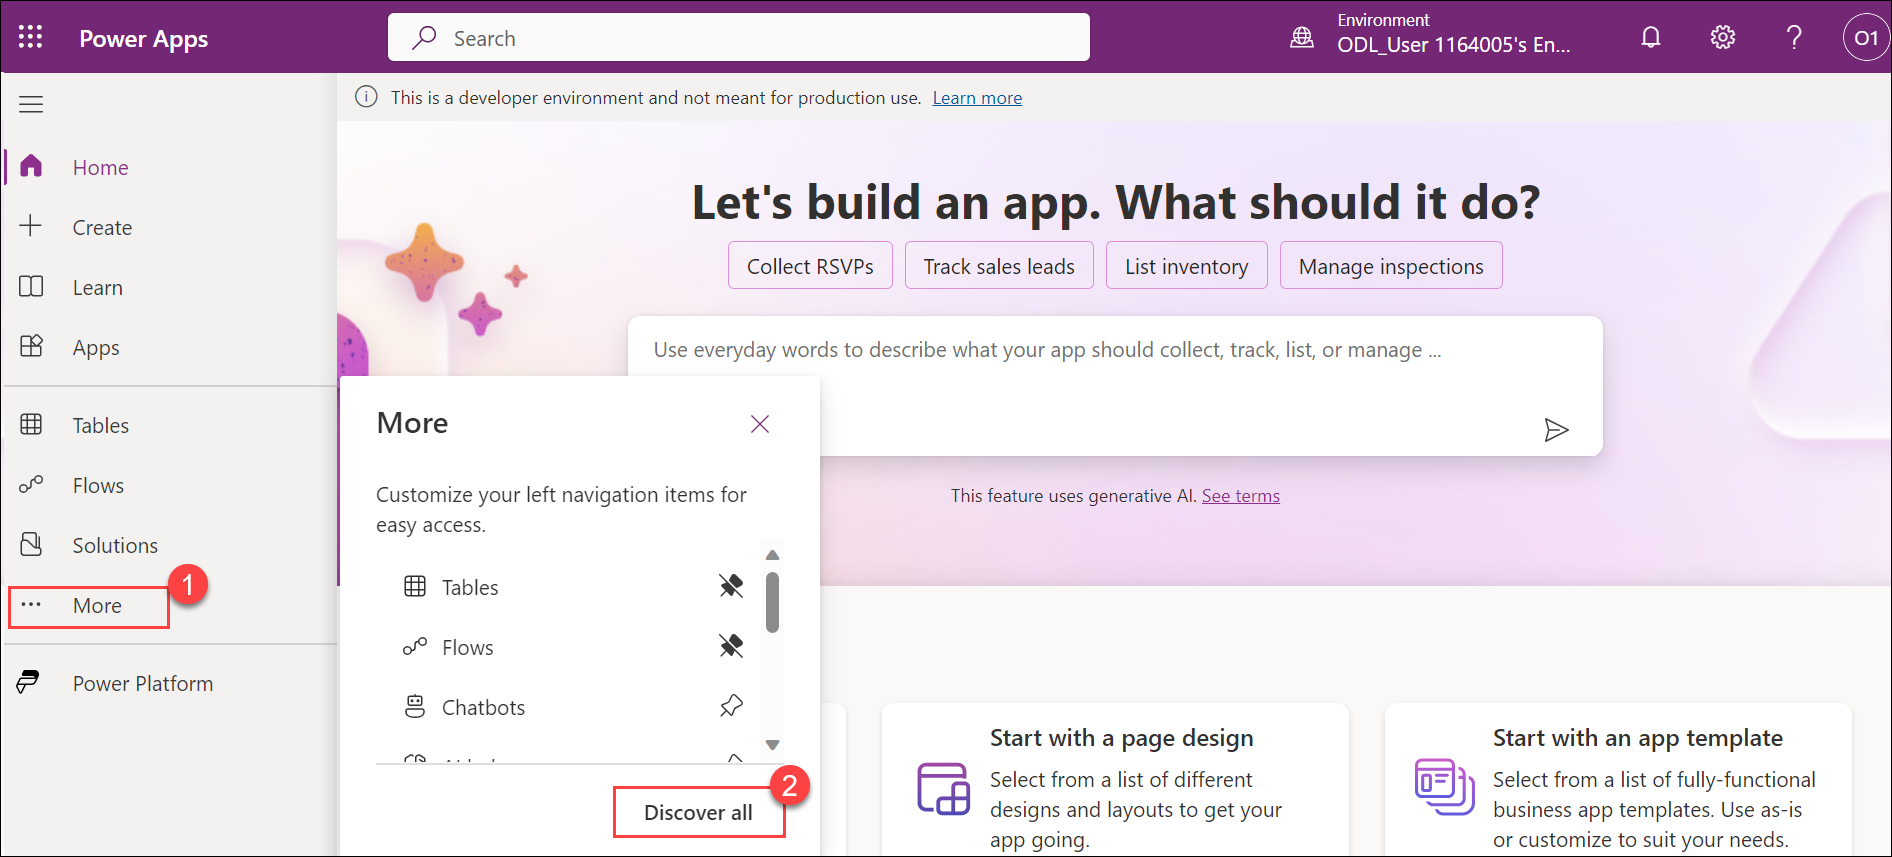 Power Apps
Search
Environment
ODL_User 1164005's En...
O1
This is a developer environment and not meant for production use. Learn more
Home
Create
Learn
Apps
Tables
Flows
Solutions
More
1
Power Platform
Let's build an app. What should it do?
Collect RSVPs
Track sales leads
List inventory
Manage inspections
Use everyday words to describe what your app should collect, track, list, or manage ...
This feature uses generative AI. See terms
More
Customize your left navigation items for
easy access.
Tables
Flows
Chatbots
Discover all
2
Start with a page design
Select from a list of different
designs and layouts to get your
app going.
Start with an app template
Select from a list of fully-functional
business app templates. Use as-is
or customize to suit your needs.